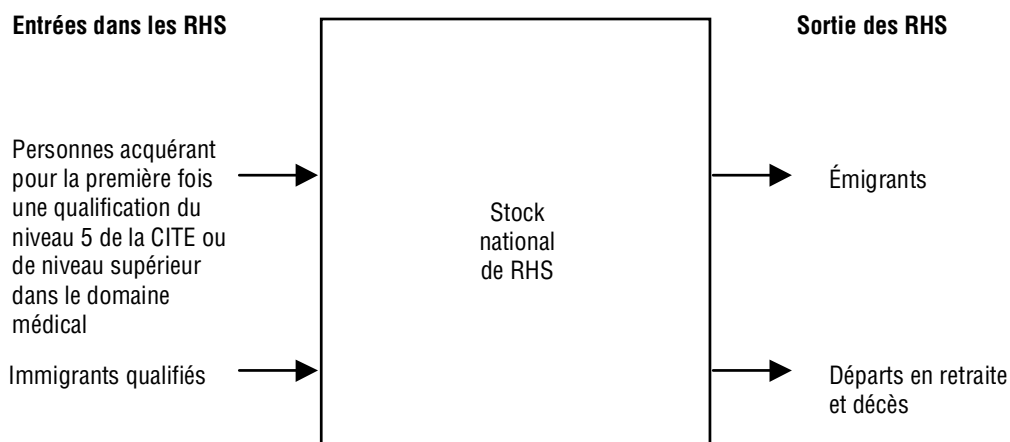 Entrées dans les RHS
Sortie des RHS
Personnes acquérant
pour la première fois
une qualification du
niveau 5 de la CITE ou
de niveau supérieur
dans le domaine
médical
Immigrants qualifiés
Stock
national
de RHS
Émigrants
Départs en retraite
et décès